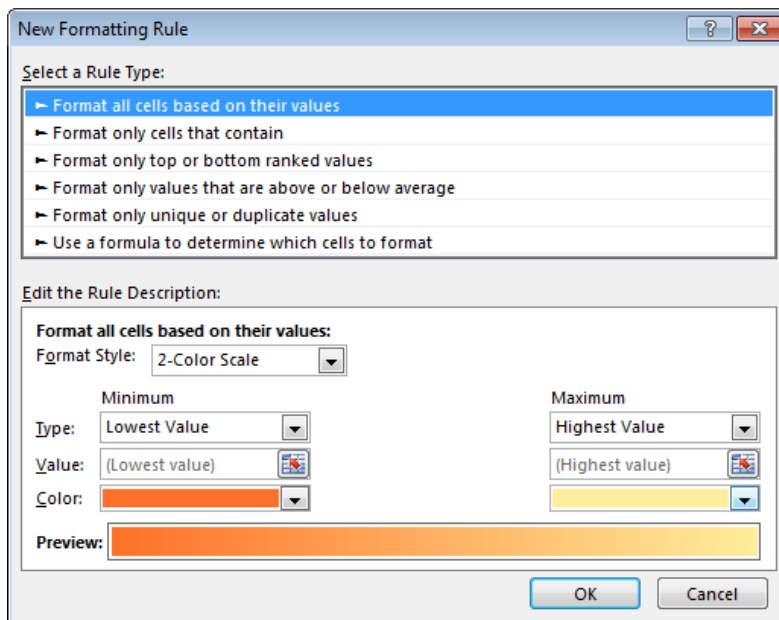 New Formatting Rule
Select a Rule Type:
► Format all cells based on their values
► Format only cells that contain
► Format only top or bottom ranked values
► Format only values that are above or below average
► Format only unique or duplicate values
► Use a formula to determine which cells to format
Edit the Rule Description:
Format all cells based on their values:
Format Style: 2-Color Scale
Minimum Maximum
Type: Lowest Value Highest Value
Value: (Lowest value) (Highest value)
Color:
Preview:
OK Cancel